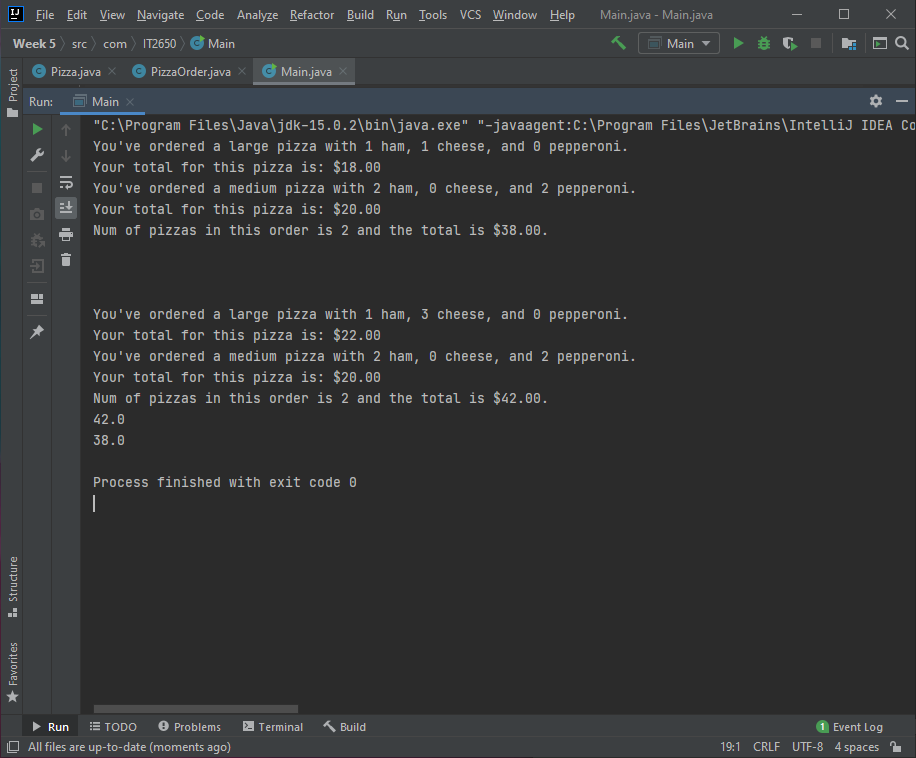 File Edit View Navigate Code Analyze Refactor Build Run Tools VCS Window Help Main.java - Main.java
Week 5 src com IT2650 Main Main
Pizza.java PizzaOrder.java Main.java
Project
Run: Main
"C:\Program Files\Java\jdk-15.0.2\bin\java.exe" "-javaagent:C:\Program Files\JetBrains\IntelliJ IDEA Co
You've ordered a large pizza with 1 ham, 1 cheese, and 0 pepperoni.
Your total for this pizza is: $18.00
You've ordered a medium pizza with 2 ham, 0 cheese, and 2 pepperoni.
Your total for this pizza is: $20.00
Num of pizzas in this order is 2 and the total is $38.00.
You've ordered a large pizza with 1 ham, 3 cheese, and 0 pepperoni.
Your total for this pizza is: $22.00
You've ordered a medium pizza with 2 ham, 0 cheese, and 2 pepperoni.
Your total for this pizza is: $20.00
Num of pizzas in this order is 2 and the total is $42.00.
42.0
38.0
Process finished with exit code 0
Structure
Favorites
Run TODO Problems Terminal Build 1 Event Log
All files are up-to-date (moments ago) 19:1 CRLF UTF-8 4 spaces